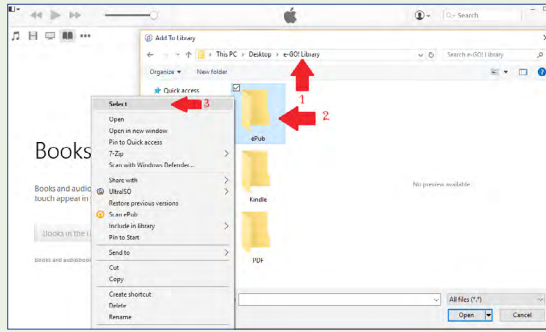 Search
Add To Library
This PC > Desktop > e-GO! Library
Search e-GO! Library
Organize
New folder
Quick access
1
Select
3
2
Open
Open in new window
Pin to Quick access
7-Zip
Scan with Windows Defender...
Share with
UltraISO
Restore previous versions
Scan ePub
Include in library
Pin to Start
Send to
Cut
Copy
Create shortcut
Delete
Rename
ePub
Kindle
PDF
No preview available.
Books
Books and audio
touch appear in
Books in the i
Books and audiobook
All files (*.*)
Open
Cancel